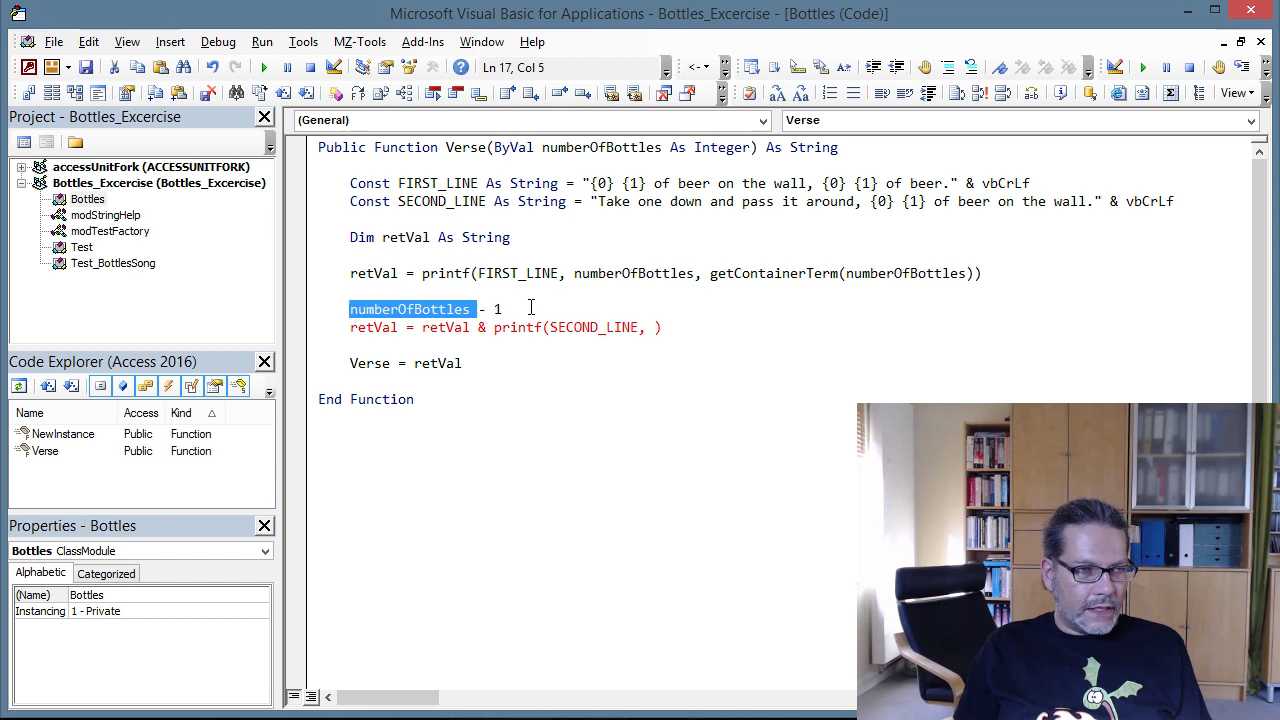 Microsoft Visual Basic for Applications - Bottles_Excercise - [Bottles (Code)]
File Edit View Insert Format Debug Run Tools MZ-Tools Add-Ins Window Help
Ln 17, Col 5
View
Project - Bottles_Excercise
accessUnitFork (ACCESSUNITFORK)
Bottles_Excercise (Bottles_Excercise)
Bottles
modStringHelp
modTestFactory
Test
Test_BottlesSong
Code Explorer (Access 2016)
Name Access Kind
NewInstance Public Function
Verse Public Function
Properties - Bottles
Bottles ClassModule
Alphabetic Categorized
(Name) Bottles
Instancing 1 - Private
(General) Verse
Public Function Verse(ByVal numberOfBottles As Integer) As String
Const FIRST_LINE As String = "{0} {1} of beer on the wall, {0} {1} of beer." & vbCrLf
Const SECOND_LINE As String = "Take one down and pass it around, {0} {1} of beer on the wall." & vbCrLf
Dim retVal As String
retVal = printf(FIRST_LINE, numberOfBottles, getContainerTerm(numberOfBottles))
numberOfBottles - 1
retVal = retVal & printf(SECOND_LINE, )
Verse = retVal
End Function